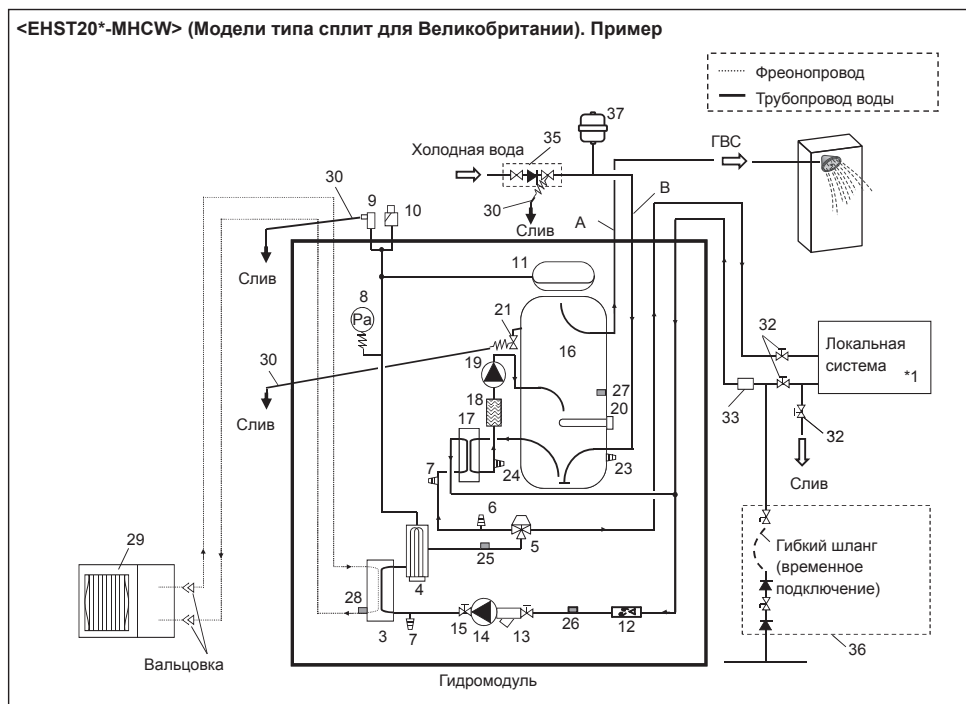 <EHST20*-MHCW> (Модели типа сплит для Великобритании). Пример
Фреонопровод
Трубопровод воды
37
35
Холодная вода
ГВС
30
9
10
30
Слив
A
B
Слив
11
8
Pa
21
16
19
30
27
18
20
17
Слив
24
23
7
6
5
25
4
29
28
3
7
15
14
13
26
12
Вальцовка
Гидромодуль
32
Локальная
система
*1
33
32
Слив
Гибкий шланг
(временное
подключение)
36